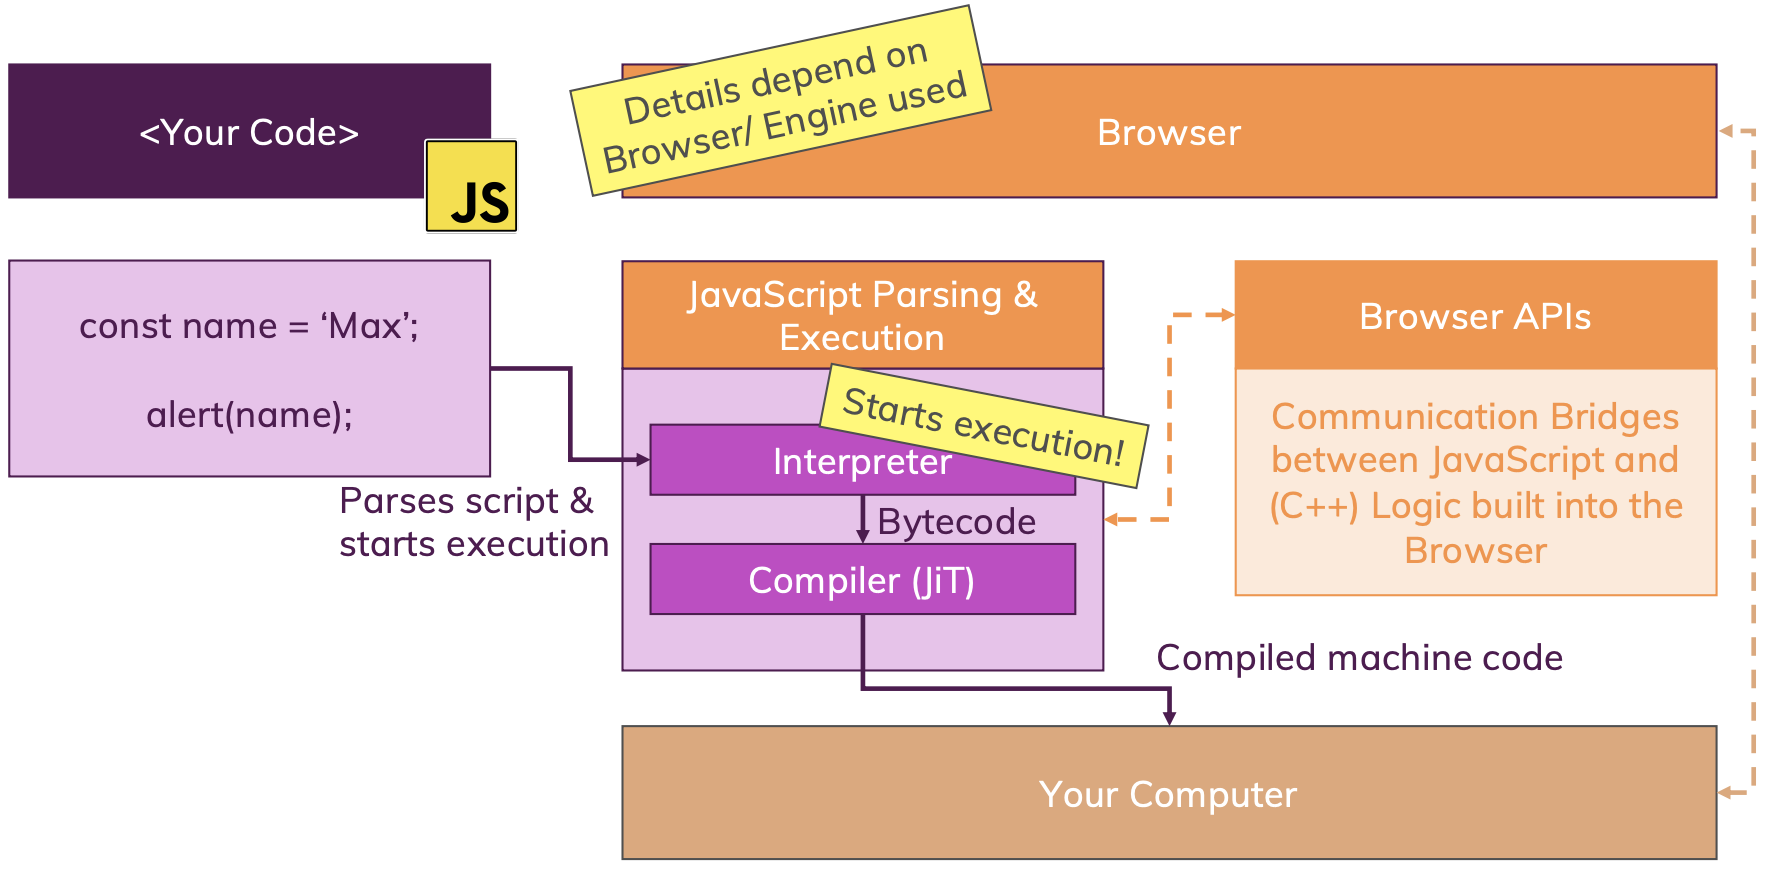 <Your Code>
JS
Details depend on
Browser/ Engine used
Browser
const name = ‘Max’;
alert(name);
Parses script &
starts execution
JavaScript Parsing &
Execution
Starts execution!
Interpreter
Bytecode
Compiler (JiT)
Browser APIs
Communication Bridges
between JavaScript and
(C++) Logic built into the
Browser
Compiled machine code
Your Computer